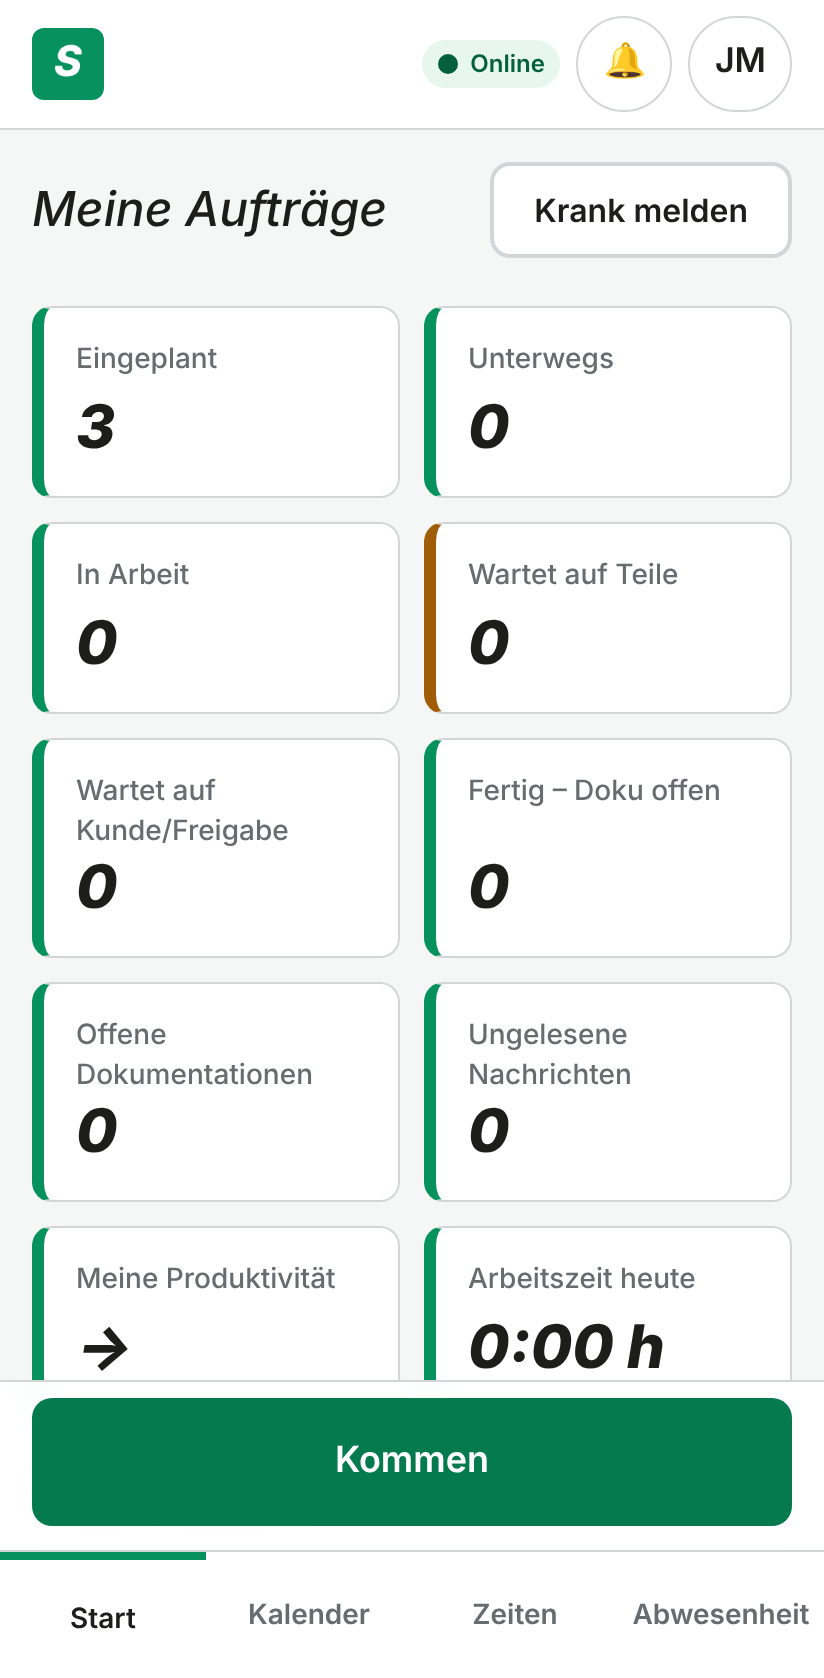 S
Online
JM
Meine Aufträge
Krank melden
Eingeplant
3
Unterwegs
0
In Arbeit
0
Wartet auf Teile
0
Wartet auf
Kunde/Freigabe
0
Fertig – Doku offen
0
Offene
Dokumentationen
0
Ungelesene
Nachrichten
0
Meine Produktivität
→
Arbeitszeit heute
0:00 h
Kommen
Start
Kalender
Zeiten
Abwesenheit